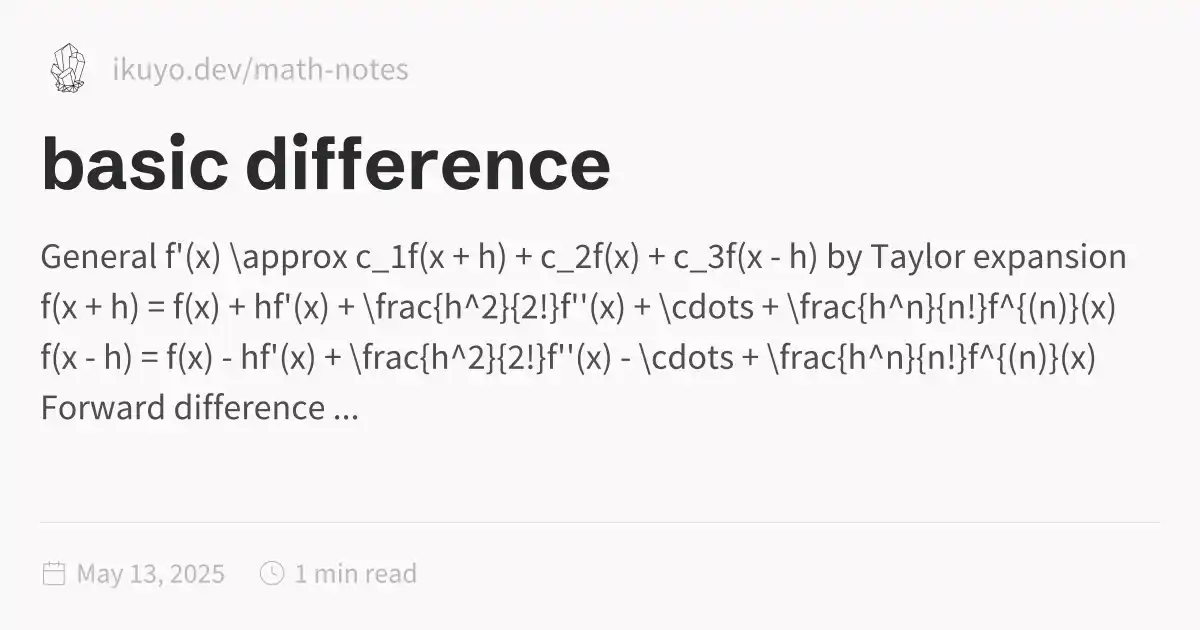 ikuyo.dev/math-notes
basic difference
General f'(x) \approx c_1f(x + h) + c_2f(x) + c_3f(x - h) by Taylor expansion
f(x + h) = f(x) + hf'(x) + \frac{h^2}{2!}f''(x) + \cdots + \frac{h^n}{n!}f^{(n)}(x)
f(x - h) = f(x) - hf'(x) + \frac{h^2}{2!}f''(x) - \cdots + \frac{h^n}{n!}f^{(n)}(x)
Forward difference ...
May 13, 2025 1 min read